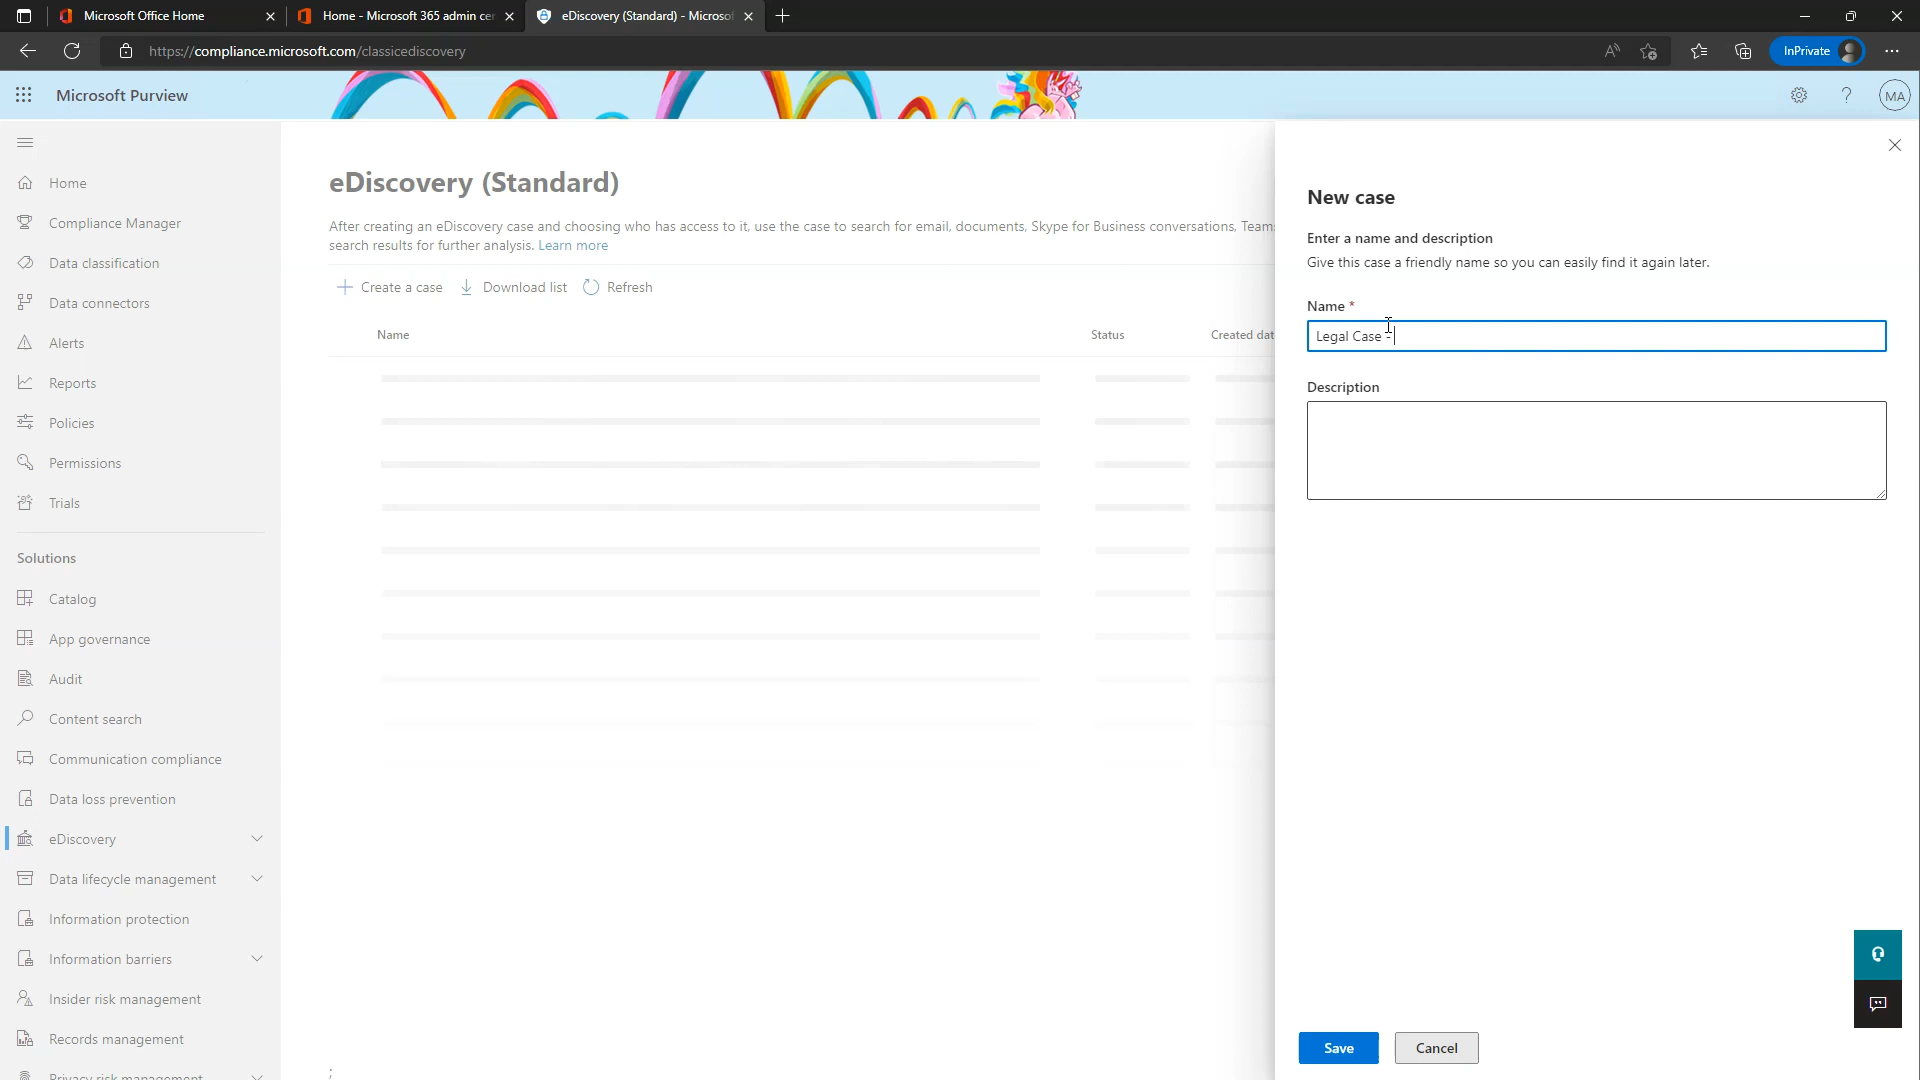 Microsoft Office Home
Home - Microsoft 365 admin cer
eDiscovery (Standard) - Microsof
https://compliance.microsoft.com/classicediscovery
InPrivate
Microsoft Purview
MA
Home
Compliance Manager
Data classification
Data connectors
Alerts
Reports
Policies
Permissions
Trials
Solutions
Catalog
App governance
Audit
Content search
Communication compliance
Data loss prevention
eDiscovery
Data lifecycle management
Information protection
Information barriers
Insider risk management
Records management
Privacy risk management
eDiscovery (Standard)
After creating an eDiscovery case and choosing who has access to it, use the case to search for email, documents, Skype for Business conversations, Teams
search results for further analysis. Learn more
Create a case
Download list
Refresh
Name
Status
Created dat
;
New case
Enter a name and description
Give this case a friendly name so you can easily find it again later.
Name *
Legal Case -
Description
Save
Cancel